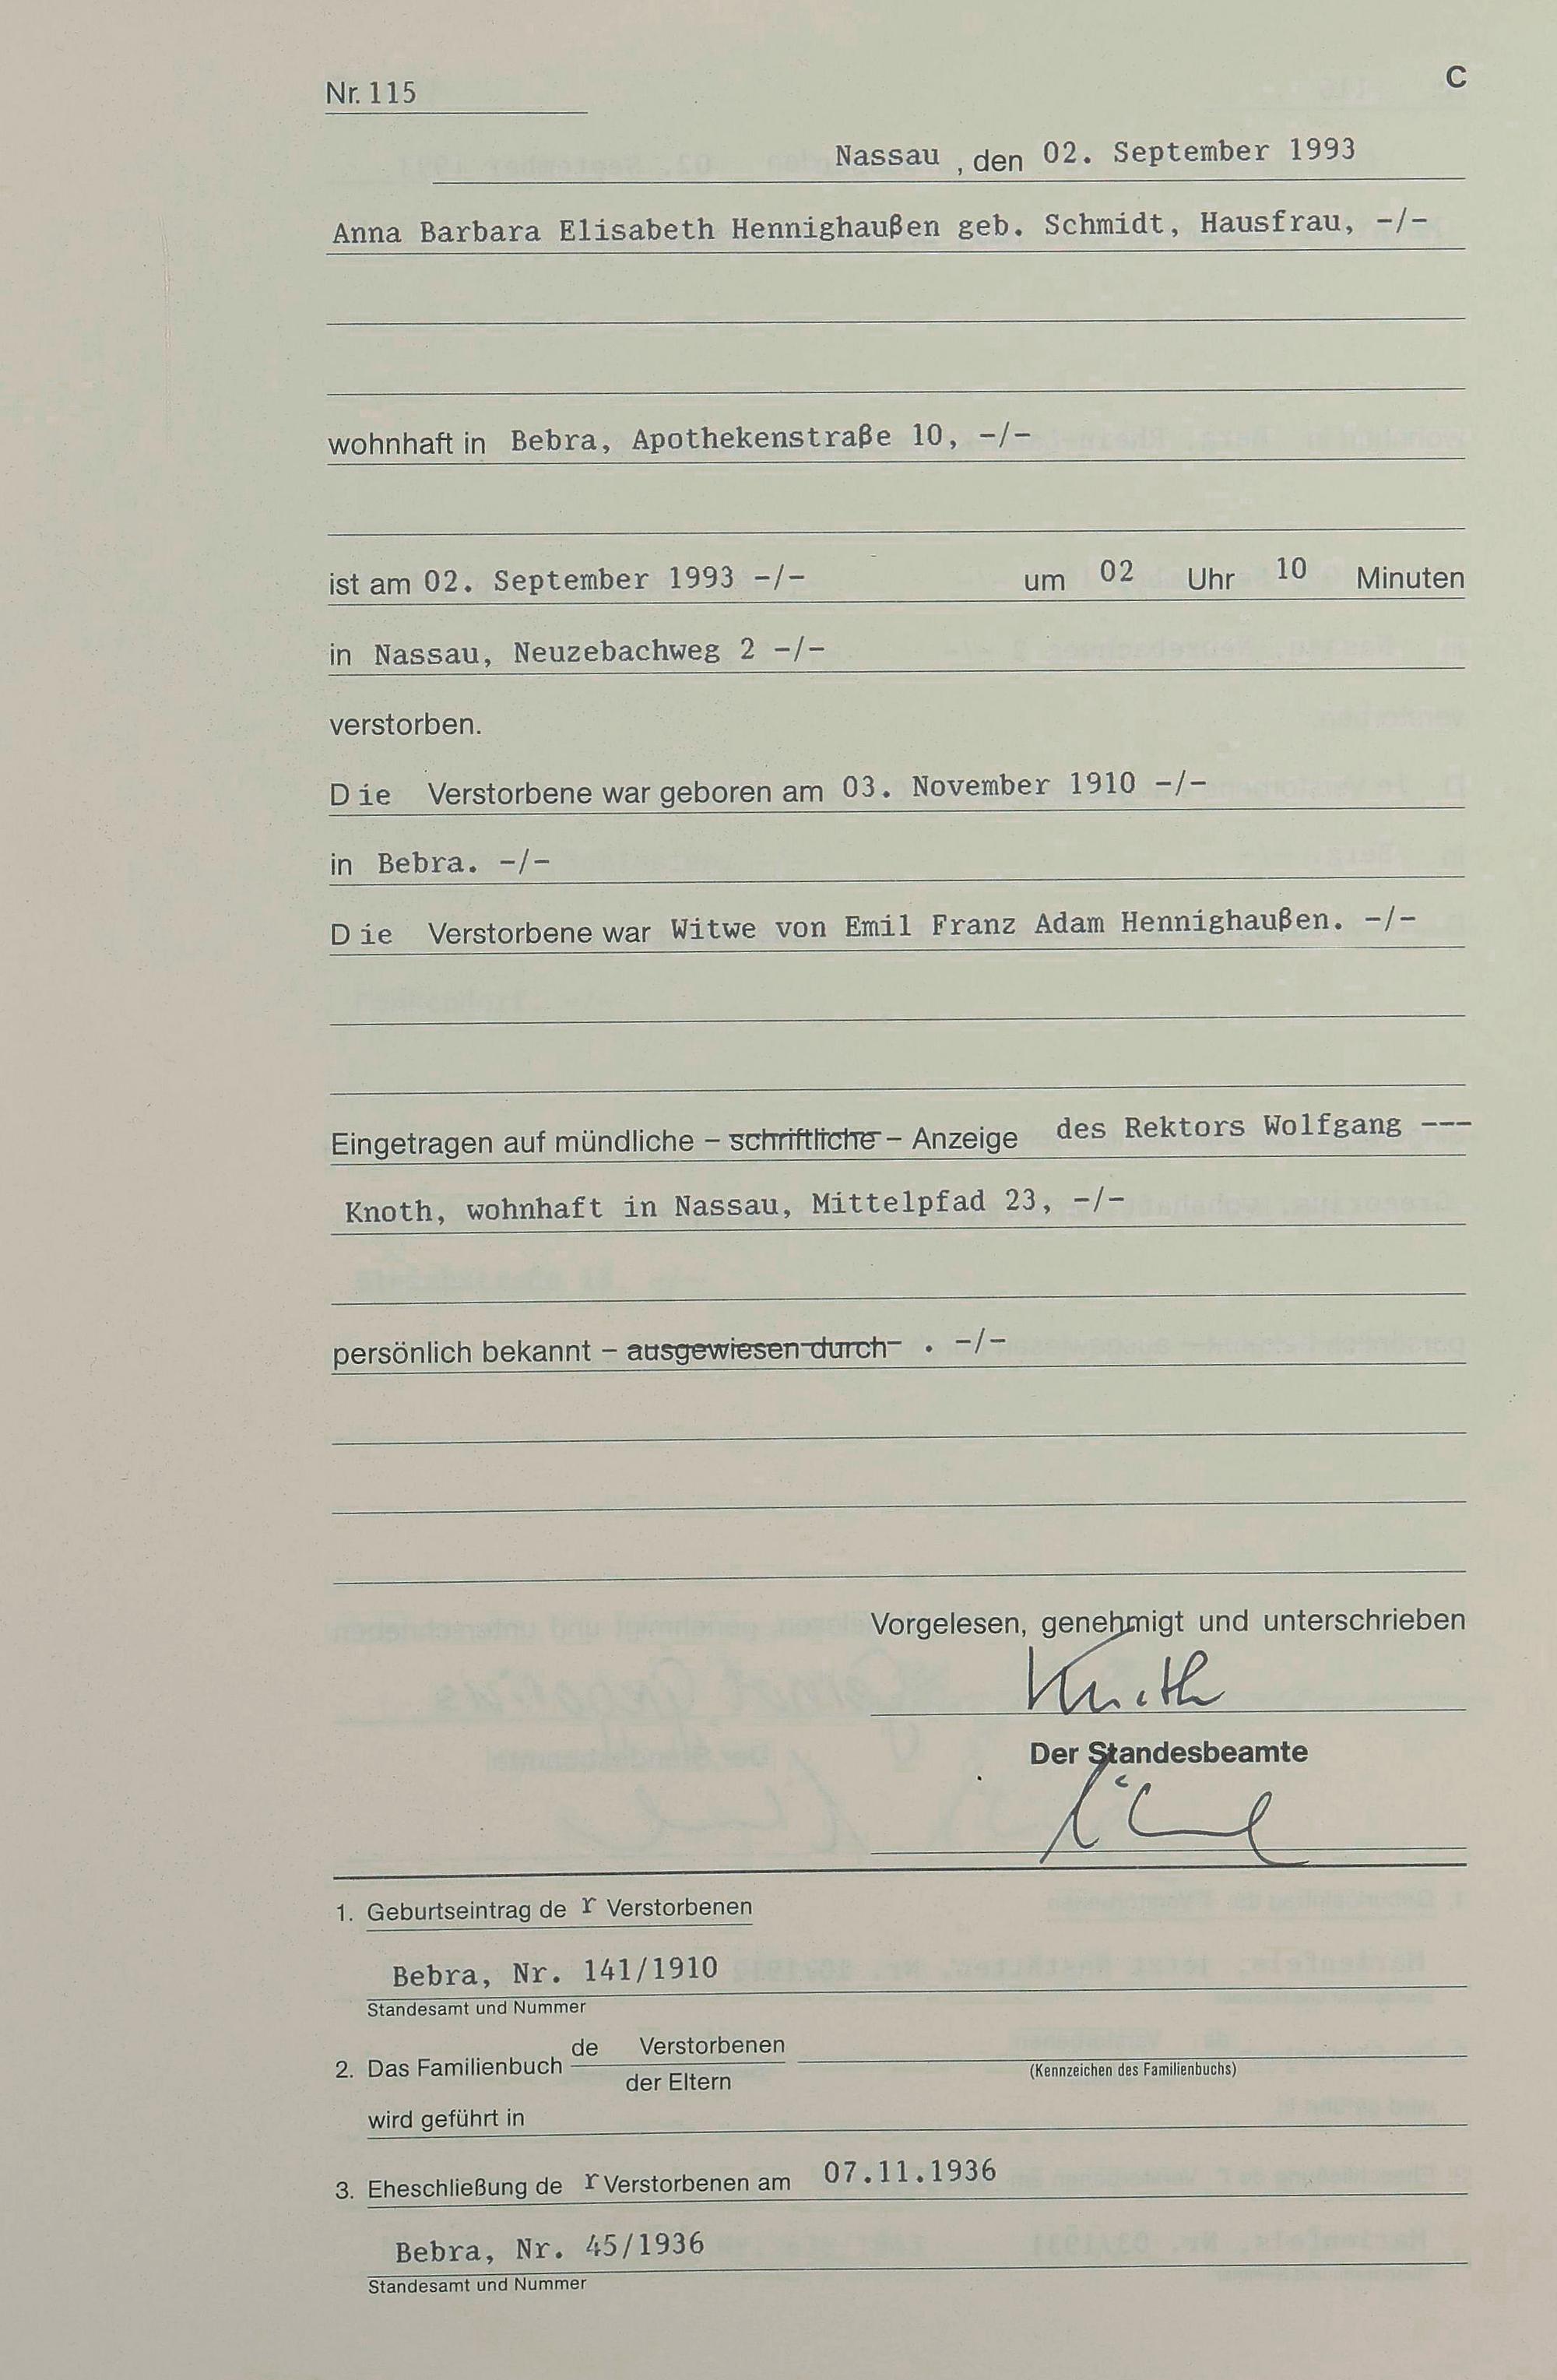 Nr. 115
C
Nassau , den 02. September 1993
Anna Barbara Elisabeth Hennighaußen geb. Schmidt, Hausfrau, -/-
wohnhaft in Bebra, Apothekenstraße 10, -/-
ist am 02. September 1993 -/- um 02 Uhr 10 Minuten
in Nassau, Neuzebachweg 2 -/-
verstorben.
Die Verstorbene war geboren am 03. November 1910 -/-
in Bebra. -/-
Die Verstorbene war Witwe von Emil Franz Adam Hennighaußen. -/-
Eingetragen auf mündliche – schriftliche – Anzeige des Rektors Wolfgang ---
Knoth, wohnhaft in Nassau, Mittelpfad 23, -/-
persönlich bekannt – ausgewiesen durch . -/-
Vorgelesen, genehmigt und unterschrieben
Knoth
Der Standesbeamte
1. Geburtseintrag de r Verstorbenen
Bebra, Nr. 141/1910
Standesamt und Nummer
de Verstorbenen
2. Das Familienbuch
der Eltern
(Kennzeichen des Familienbuchs)
wird geführt in
3. Eheschließung de r Verstorbenen am 07.11.1936
Bebra, Nr. 45/1936
Standesamt und Nummer